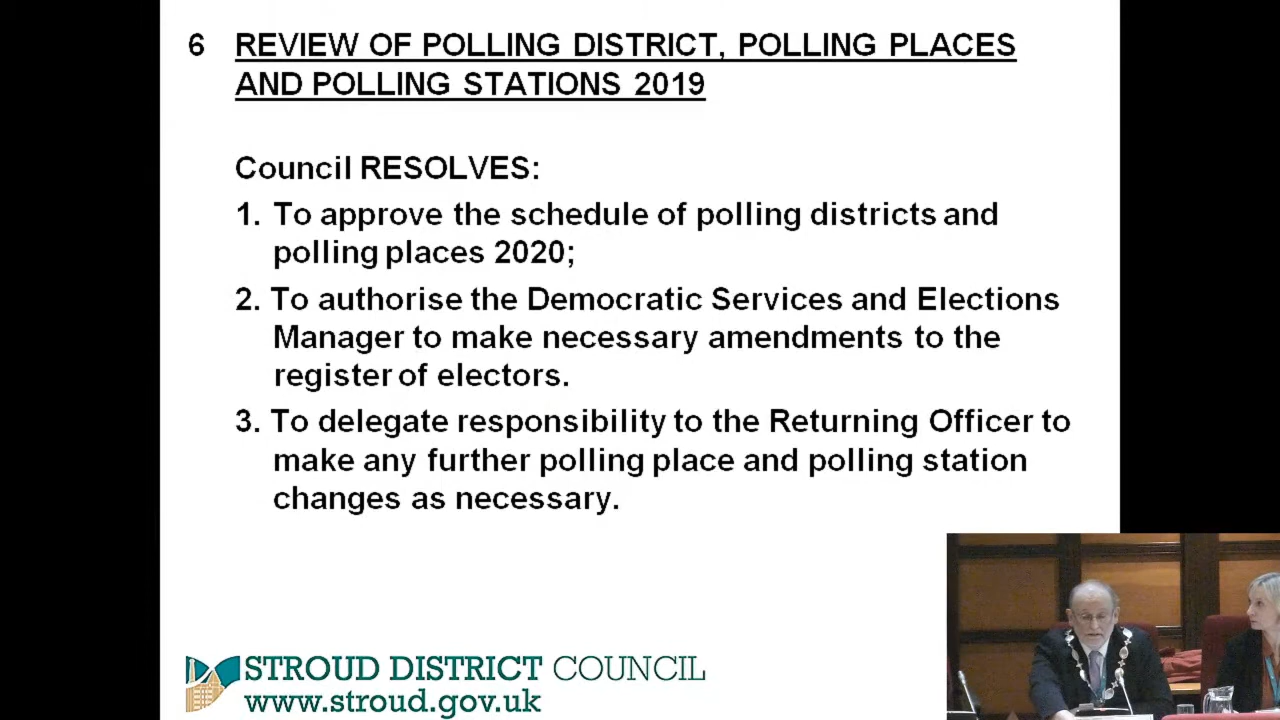 6 REVIEW OF POLLING DISTRICT, POLLING PLACES
AND POLLING STATIONS 2019
Council RESOLVES:
1. To approve the schedule of polling districts and
polling places 2020;
2. To authorise the Democratic Services and Elections
Manager to make necessary amendments to the
register of electors.
3. To delegate responsibility to the Returning Officer to
make any further polling place and polling station
changes as necessary.
STROUD DISTRICT COUNCIL
www.stroud.gov.uk